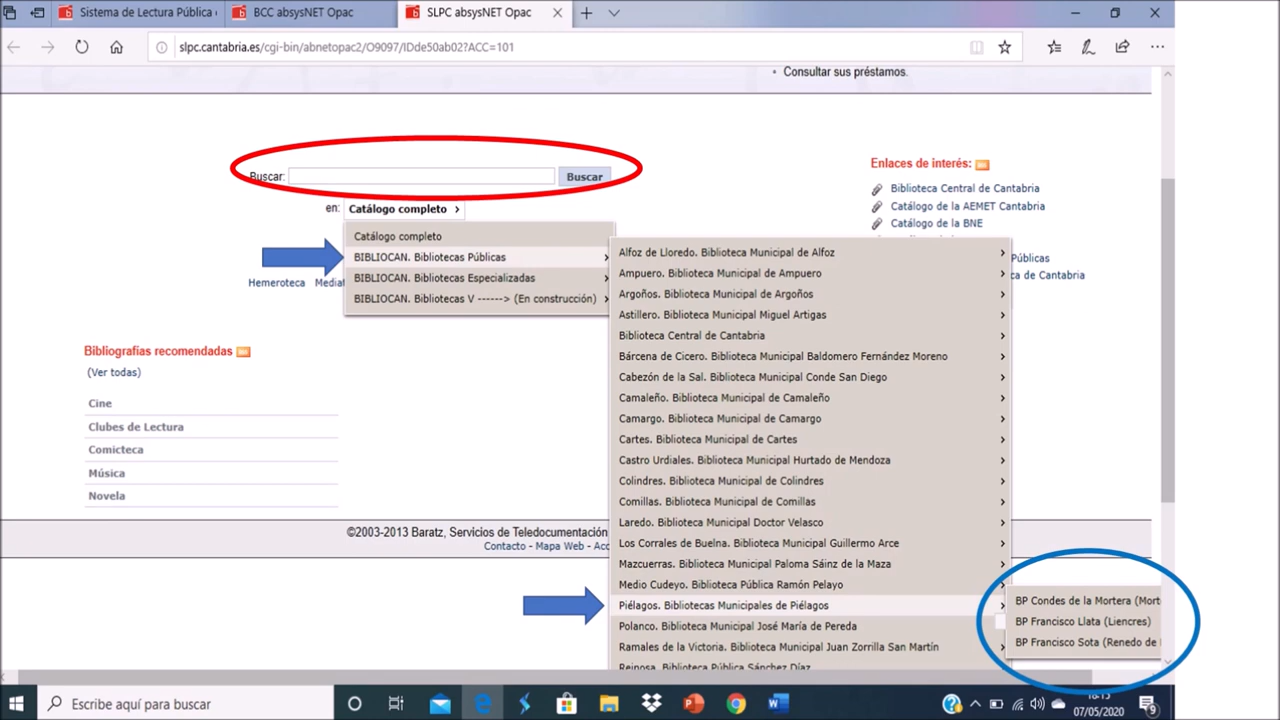 Sistema de Lectura Pública
BCC absysNET Opac
SLPC absysNET Opac
slpc.cantabria.es/cgi-bin/abnetopac2/O9097/IDde50ab02?ACC=101
• Consultar sus préstamos.
Buscar:
Buscar
en:
Catálogo completo
Catálogo completo
BIBLIOCAN. Bibliotecas Públicas
BIBLIOCAN. Bibliotecas Especializadas
BIBLIOCAN. Bibliotecas V ------> (En construcción)
Hemeroteca
Enlaces de interés:
Biblioteca Central de Cantabria
Catálogo de la AEMET Cantabria
Catálogo de la BNE
Públicas
de Cantabria
Bibliografías recomendadas
(Ver todas)
Cine
Clubes de Lectura
Comicteca
Música
Novela
Alfoz de Lloredo. Biblioteca Municipal de Alfoz
Ampuero. Biblioteca Municipal de Ampuero
Argoños. Biblioteca Municipal de Argoños
Astillero. Biblioteca Municipal Miguel Artigas
Biblioteca Central de Cantabria
Bárcena de Cicero. Biblioteca Municipal Baldomero Fernández Moreno
Cabezón de la Sal. Biblioteca Municipal Conde San Diego
Camaleño. Biblioteca Municipal de Camaleño
Camargo. Biblioteca Municipal de Camargo
Cartes. Biblioteca Municipal de Cartes
Castro Urdiales. Biblioteca Municipal Hurtado de Mendoza
Colindres. Biblioteca Municipal de Colindres
Comillas. Biblioteca Municipal de Comillas
Laredo. Biblioteca Municipal Doctor Velasco
Los Corrales de Buelna. Biblioteca Municipal Guillermo Arce
Mazcuerras. Biblioteca Municipal Paloma Sáinz de la Maza
Medio Cudeyo. Biblioteca Pública Ramón Pelayo
Piélagos. Bibliotecas Municipales de Piélagos
Polanco. Biblioteca Municipal José María de Pereda
Ramales de la Victoria. Biblioteca Municipal Juan Zorrilla San Martín
Reinosa. Biblioteca Pública Sánchez Díaz
BP Condes de la Mortera (Mort
BP Francisco Llata (Liencres)
BP Francisco Sota (Renedo de
©2003-2013 Baratz, Servicios de Teledocumentación
Contacto - Mapa Web - Acc
Escribe aquí para buscar
07/05/2020
9